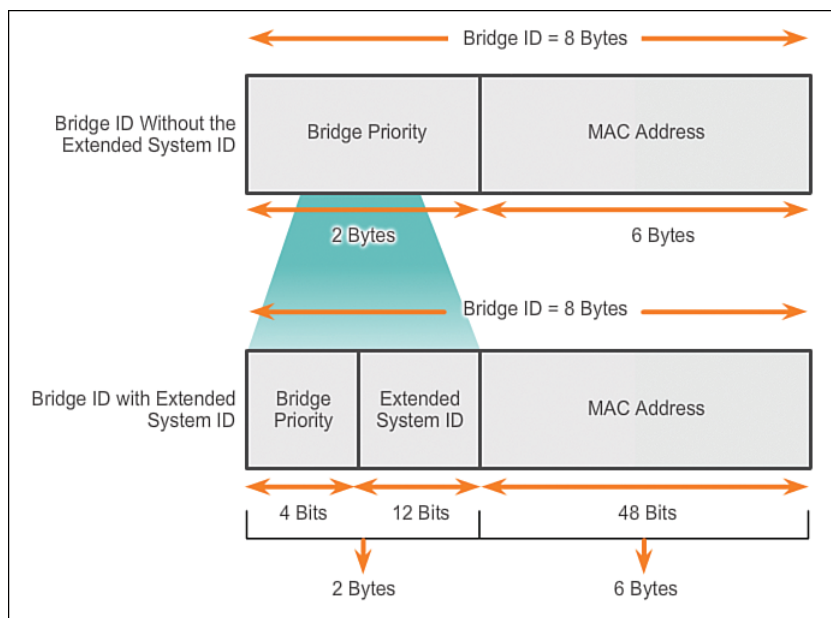 Bridge ID = 8 Bytes
Bridge ID Without the
Extended System ID
Bridge Priority
MAC Address
2 Bytes
6 Bytes
Bridge ID = 8 Bytes
Bridge ID with Extended
System ID
Bridge
Priority
Extended
System ID
MAC Address
4 Bits
12 Bits
48 Bits
2 Bytes
6 Bytes